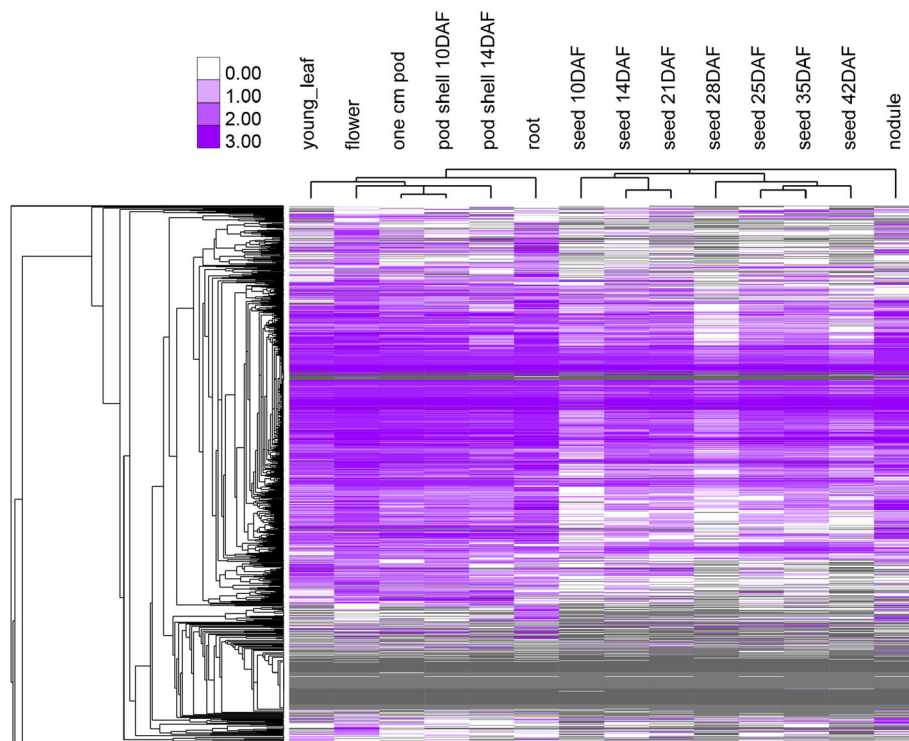 0.00
1.00
2.00
3.00
young_leaf
flower
one cm pod
pod shell 10DAF
pod shell 14DAF
root
seed 10DAF
seed 14DAF
seed 21DAF
seed 28DAF
seed 25DAF
seed 35DAF
seed 42DAF
nodule